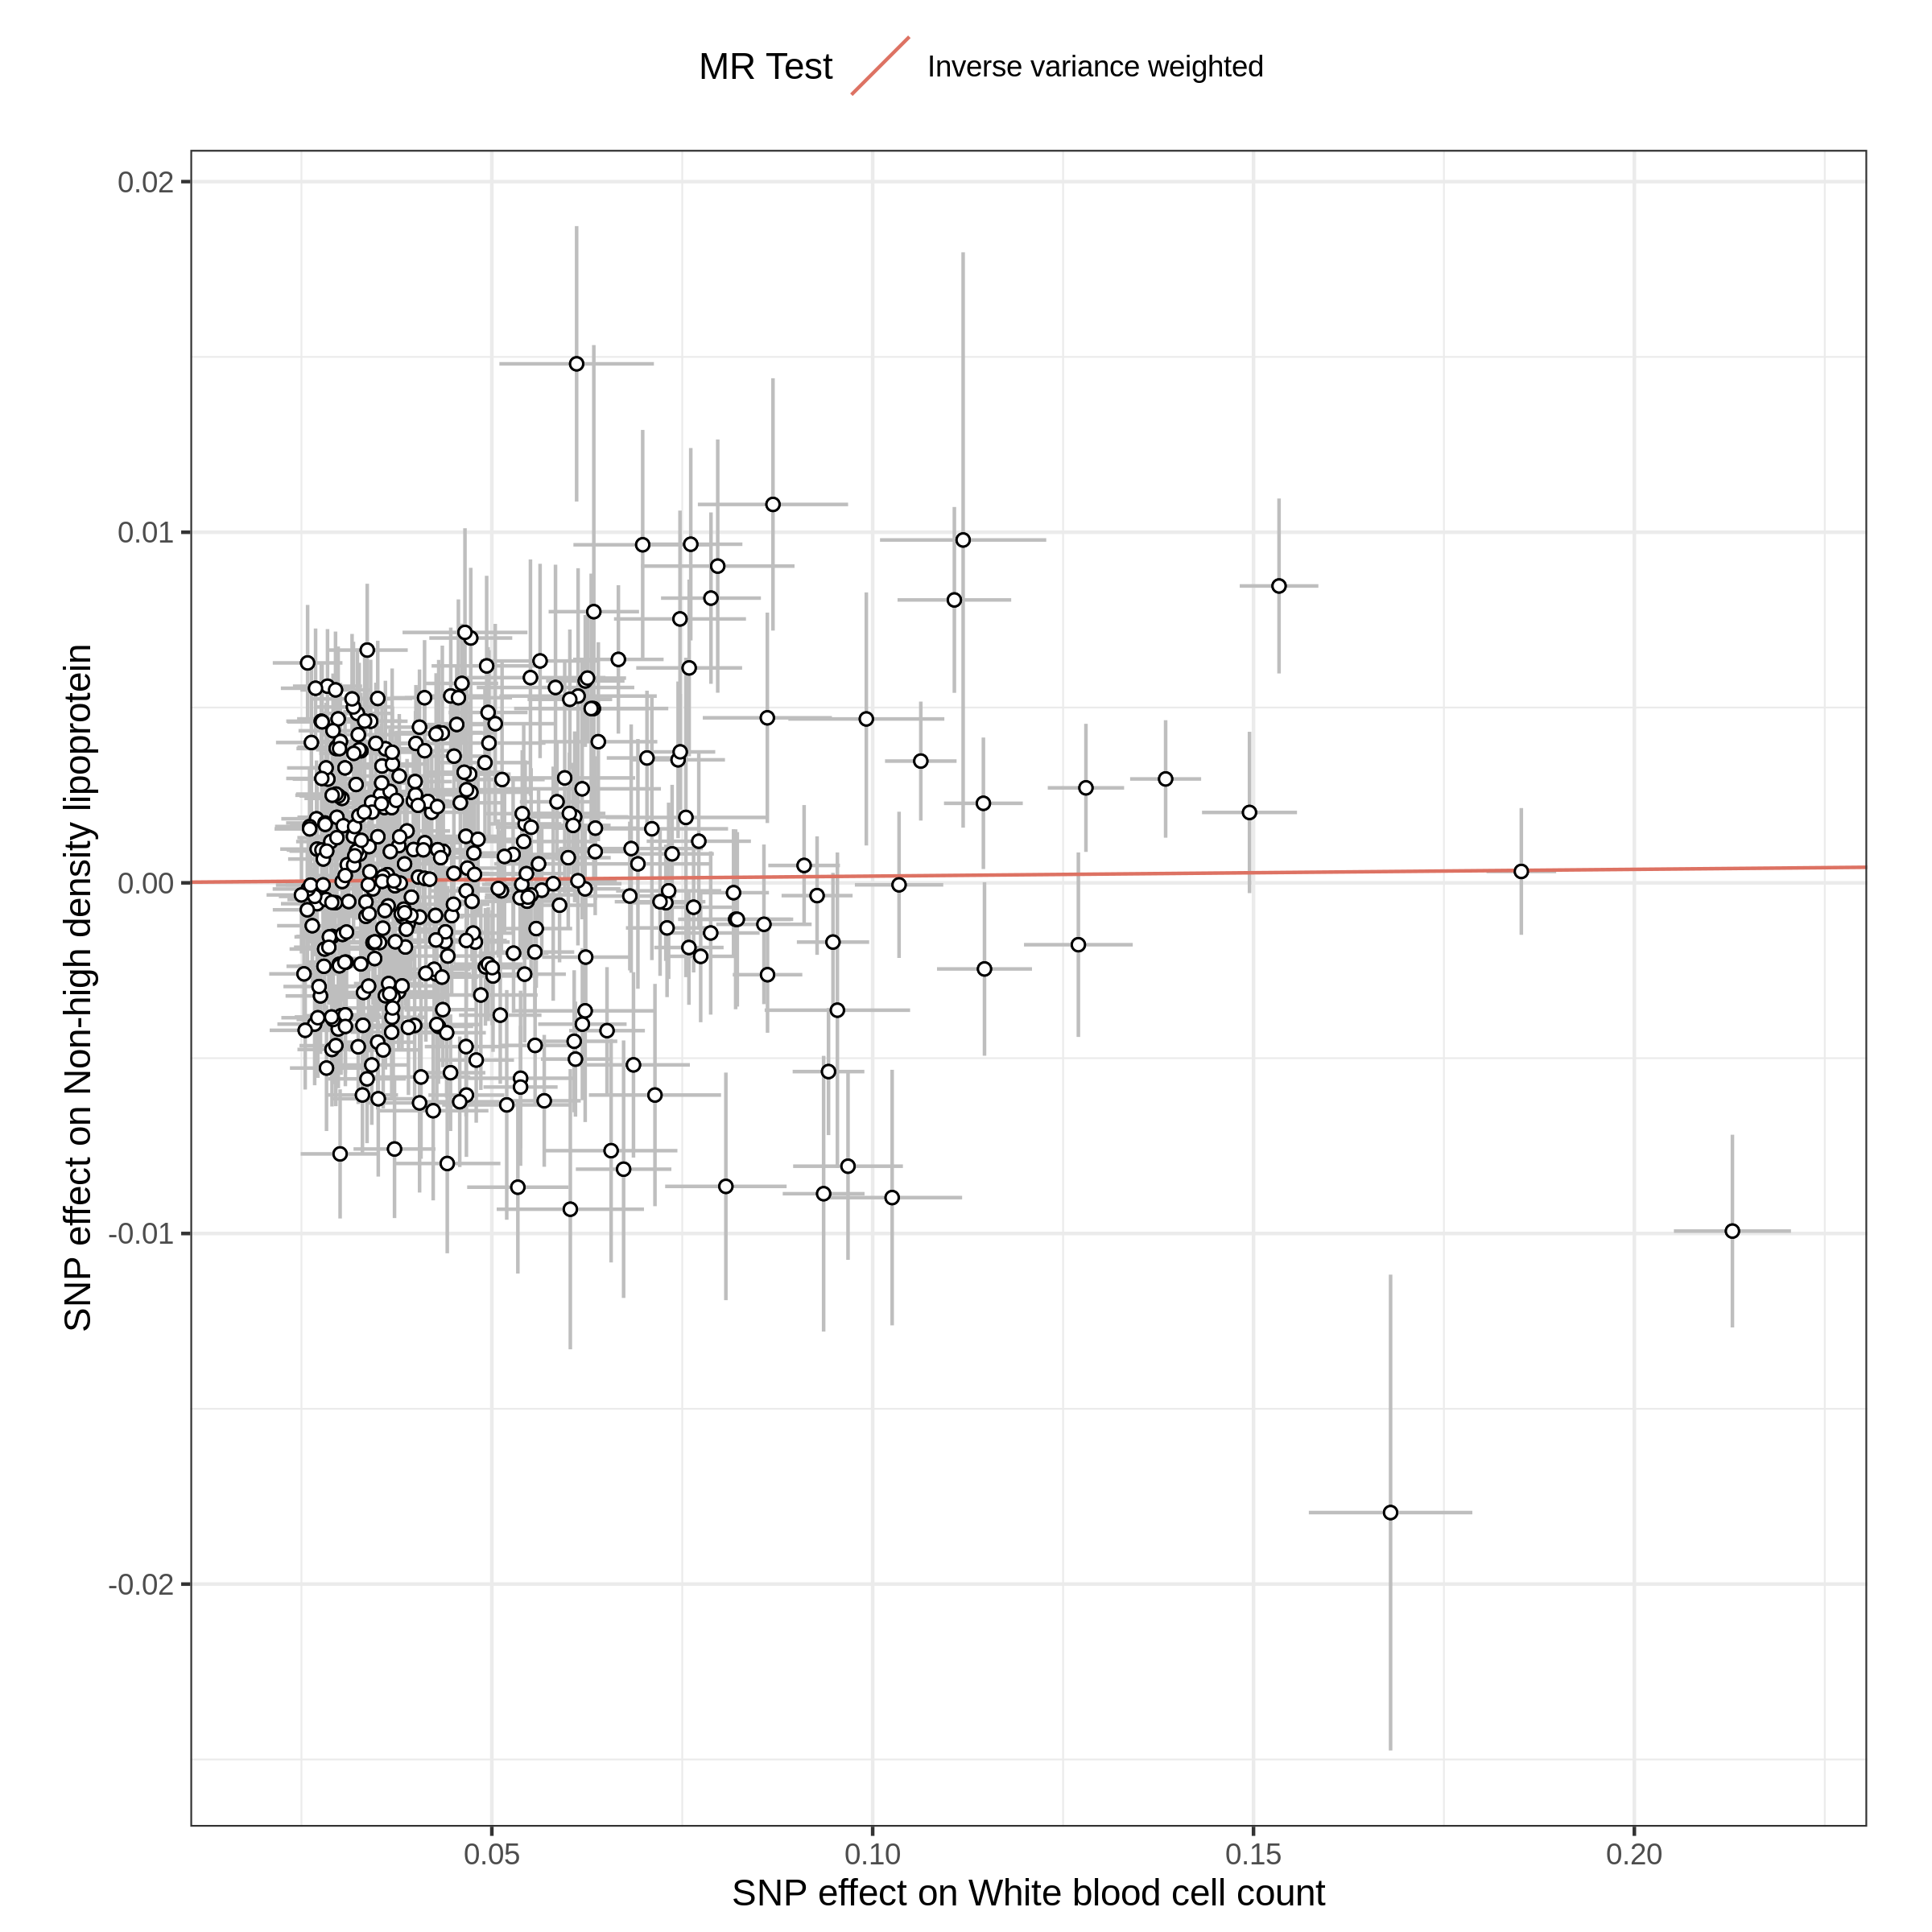 MR Test
Inverse variance weighted
SNP effect on Non-high density lipoprotein
0.02
0.01
0.00
-0.01
-0.02
0.05
0.10
0.15
0.20
SNP effect on White blood cell count